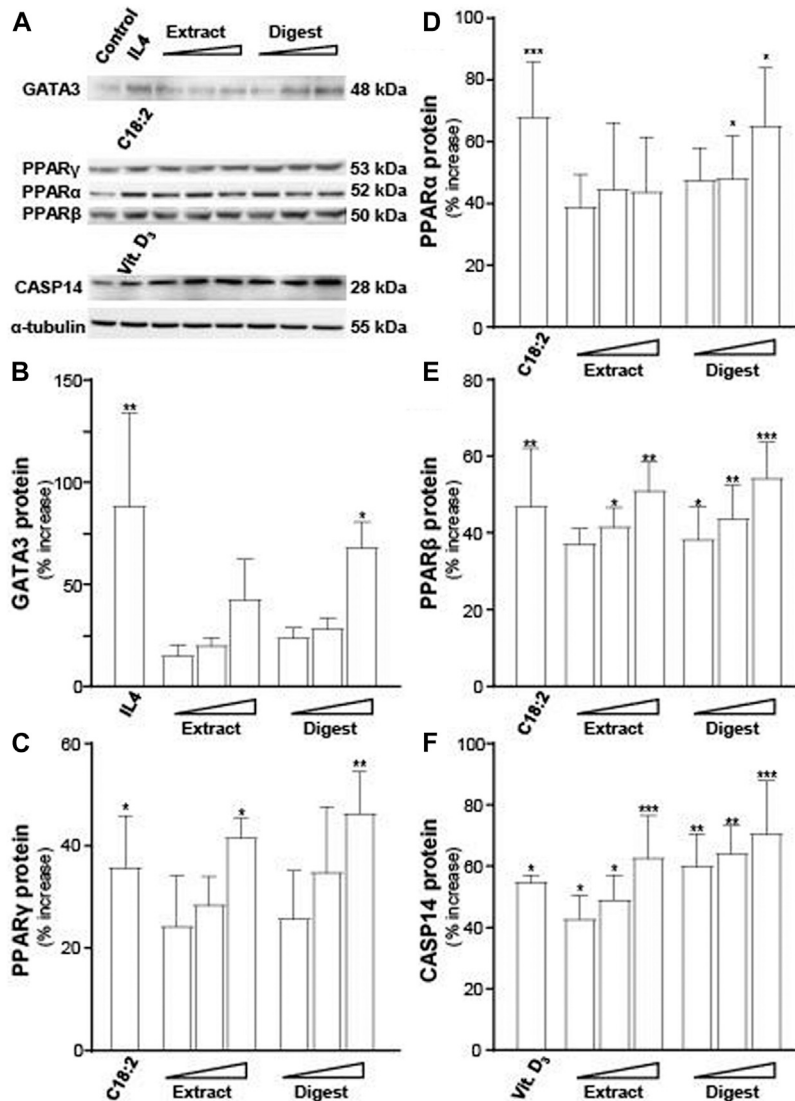 A
Control
IL4
Extract
Digest
GATA3
48 kDa
C18:2
PPARγ
53 kDa
PPARα
52 kDa
PPARβ
50 kDa
Vit. D3
CASP14
28 kDa
α-tubulin
55 kDa
B
150
100
50
0
GATA3 protein
(% increase)
**
*
IL4
Extract
Digest
C
60
40
20
0
PPARγ protein
(% increase)
*
*
**
C18:2
Extract
Digest
D
100
80
60
40
20
0
PPARα protein
(% increase)
***
*
*
C18:2
Extract
Digest
E
80
60
40
20
0
PPARβ protein
(% increase)
**
*
**
*
**
***
C18:2
Extract
Digest
F
100
80
60
40
20
0
CASP14 protein
(% increase)
*
*
*
***
**
**
***
Vit. D3
Extract
Digest